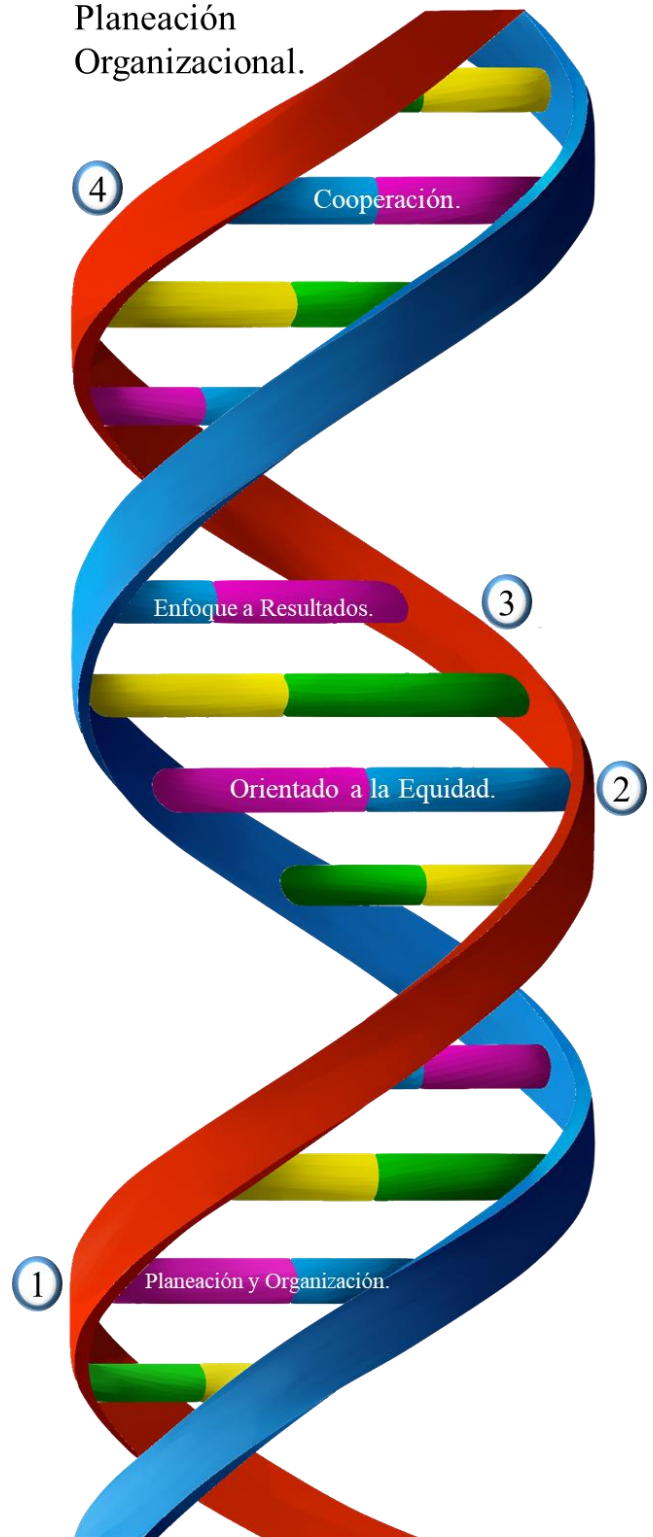 Planeación
Organizacional.
4
Cooperación.
Enfoque a Resultados.
3
Orientado a la Equidad.
2
1
Planeación y Organización.